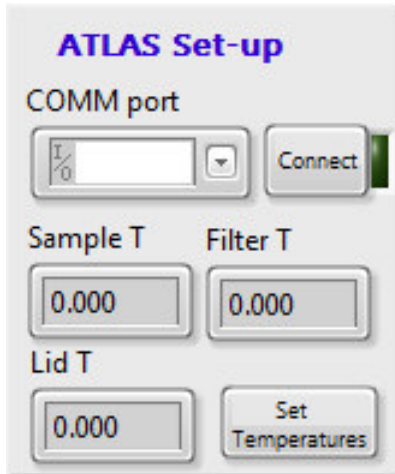 ATLAS Set-up
COMM port
I/O
Connect
Sample T Filter T
0.000 0.000
Lid T
0.000
Set
Temperatures